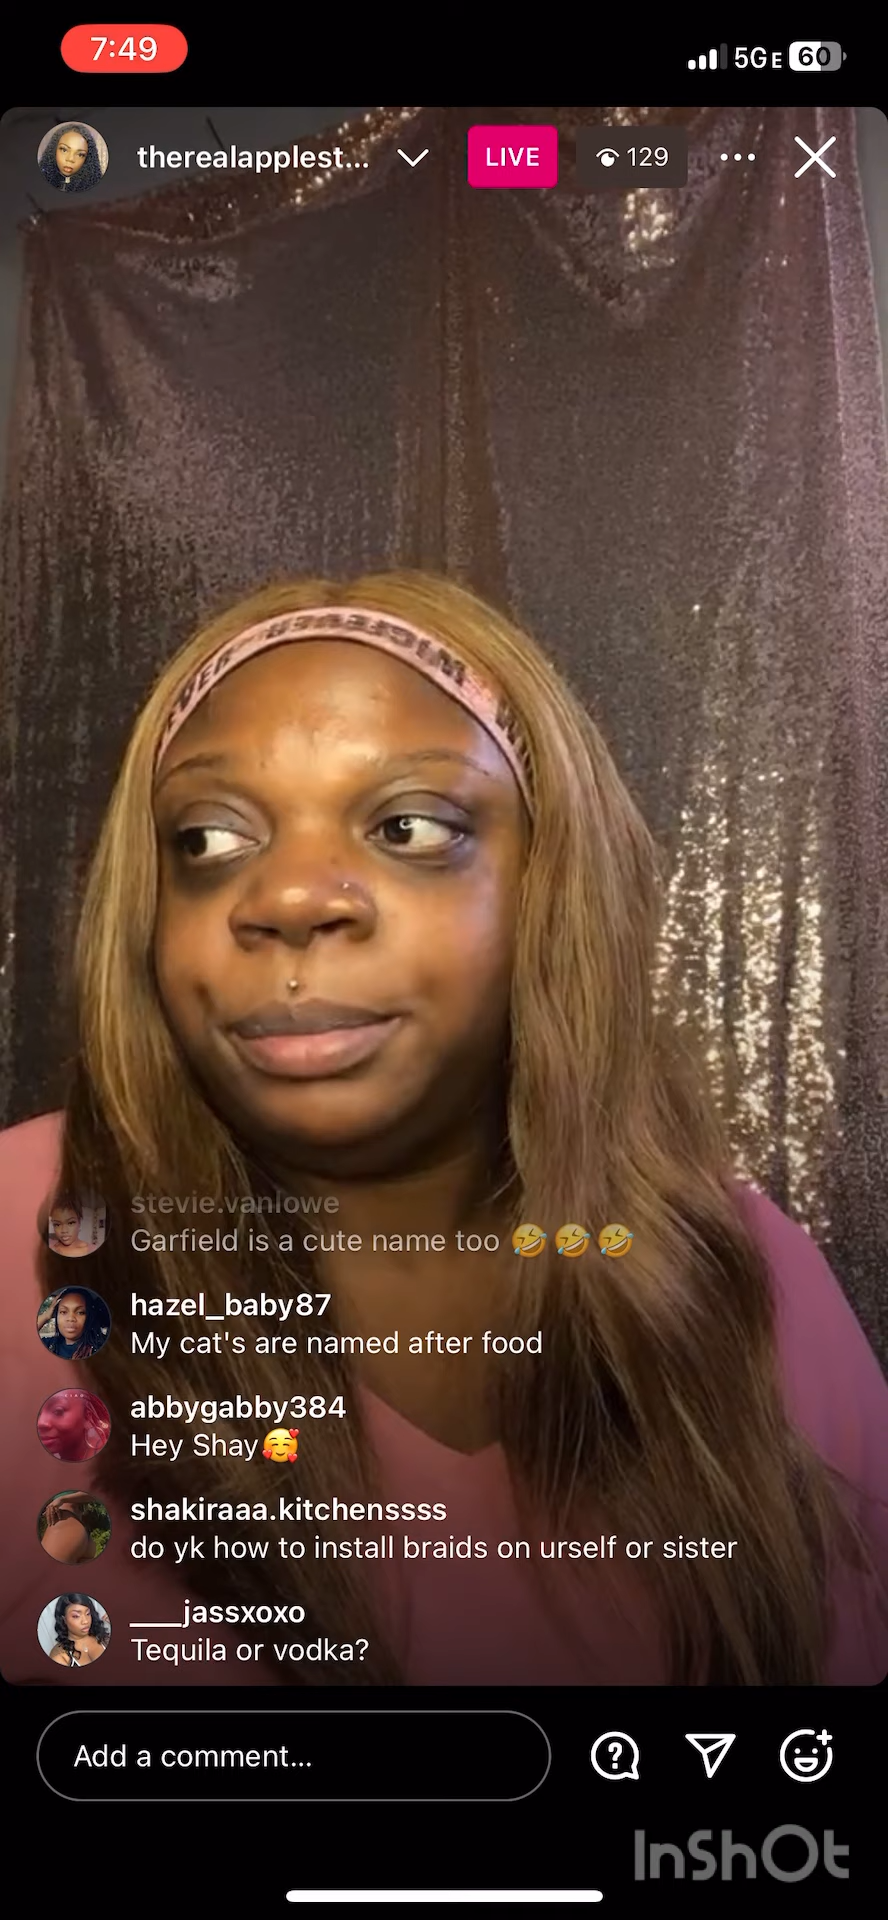 7:49
5GE 60
therealapplest...
LIVE
129
WIGFEVER
stevie.vanlowe
Garfield is a cute name too 🤣🤣🤣
hazel_baby87
My cat's are named after food
abbygabby384
Hey Shay🥰
shakiraaa.kitchenssss
do yk how to install braids on urself or sister
___jassxoxo
Tequila or vodka?
Add a comment...
InShOt